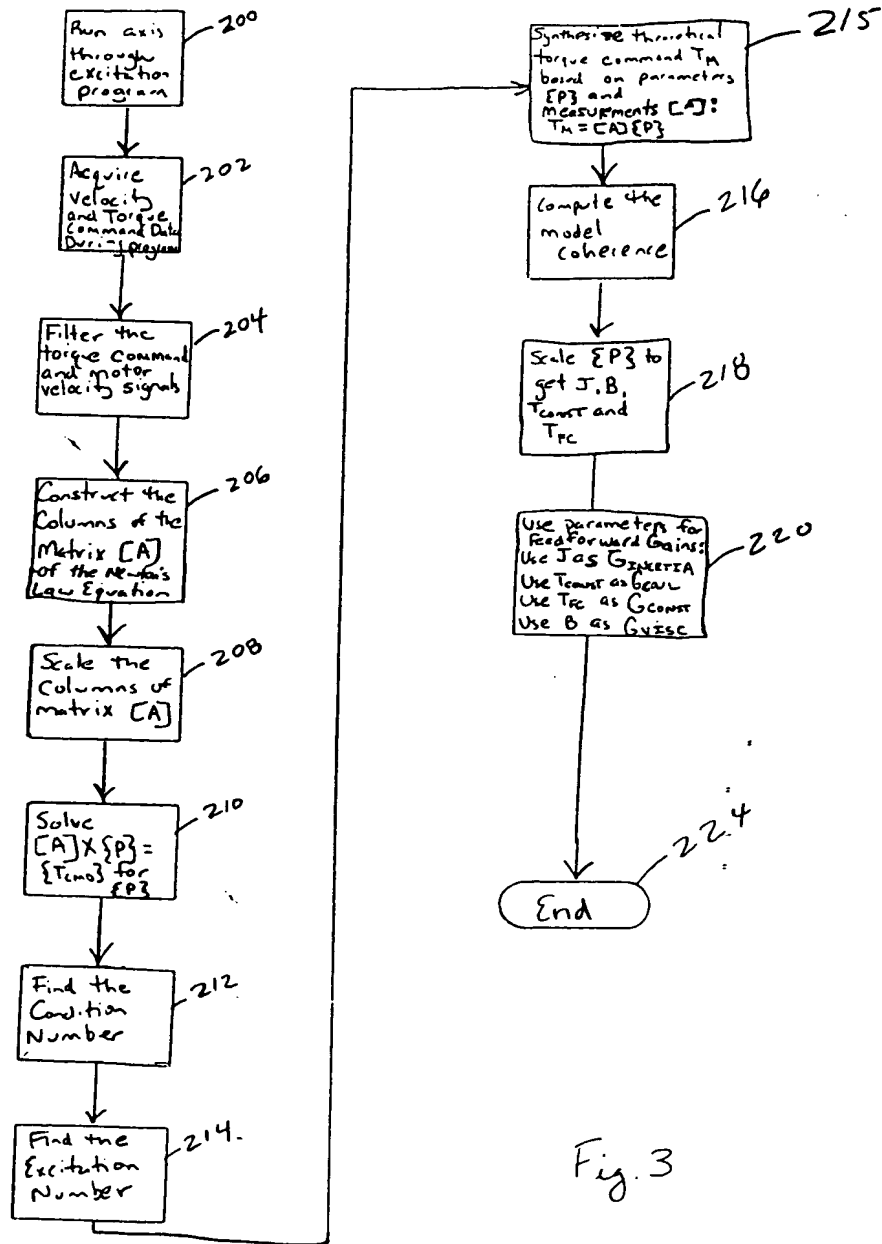 200
Run axis
through
excitation
program
202
Acquire
Velocity
and Torque
Command Data
During program
204
Filter the
torque command
and motor
velocity signals
206
Construct the
Columns of the
Matrix [A]
of the Newton's
Law Equation
208
Scale the
Columns of
matrix [A]
210
Solve
[A]X{P}=
{TCMD} for
{P}
212
Find the
Condition
Number
214
Find the
Excitation
Number
215
Synthesize theoretical
torque command TM
based on parameters
{P} and
measurements [A]:
TM=[A]{P}
216
Compute the
model
coherence
218
Scale {P} to
get J, B,
TCONST and
TFC
220
Use parameters for
Feedforward Gains:
Use J as GINERTIA
Use TCONST as GCOUL
Use TFC as GCONST
Use B as GVISC
224
End
Fig. 3